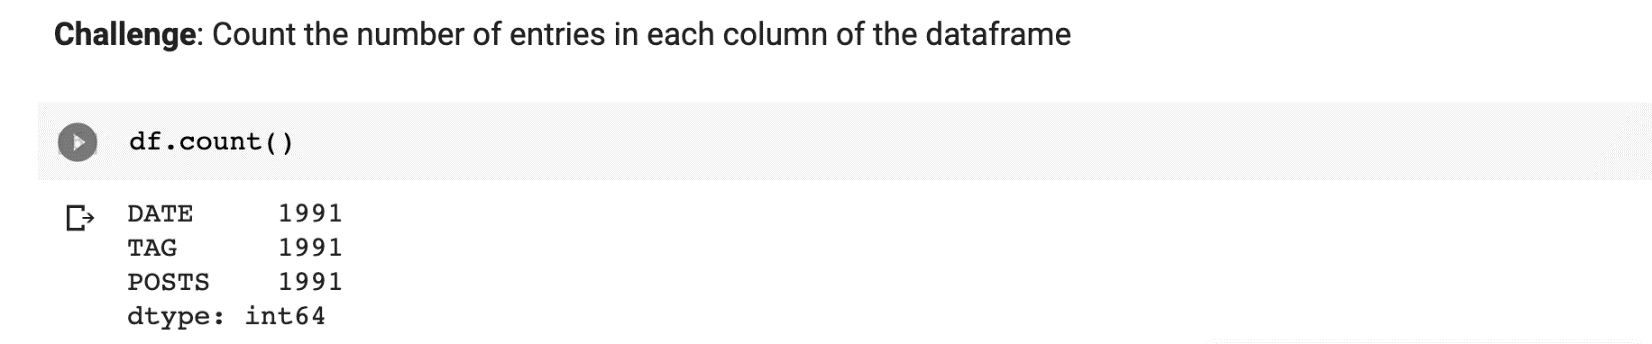 Challenge: Count the number of entries in each column of the dataframe
df.count()
DATE 1991
TAG 1991
POSTS 1991
dtype: int64